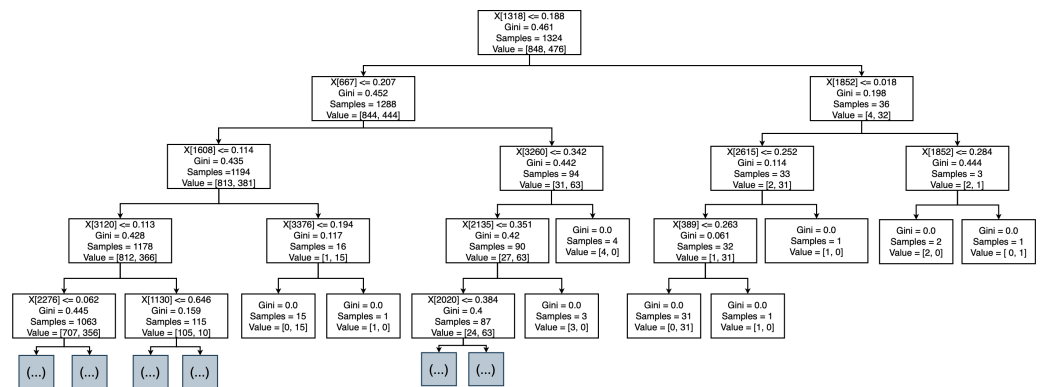 X[1318] <= 0.188
Gini = 0.461
Samples = 1324
Value = [848, 476]
X[667] <= 0.207
Gini = 0.452
Samples = 1288
Value = [844, 444]
X[1852] <= 0.018
Gini = 0.198
Samples = 36
Value = [4, 32]
X[1608] <= 0.114
Gini = 0.435
Samples =1194
Value = [813, 381]
X[3260] <= 0.342
Gini = 0.442
Samples = 94
Value = [31, 63]
X[2615] <= 0.252
Gini = 0.114
Samples = 33
Value = [2, 31]
X[1852] <= 0.284
Gini = 0.444
Samples = 3
Value = [2, 1]
X[3120] <= 0.113
Gini = 0.428
Samples = 1178
Value = [812, 366]
X[3376] <= 0.194
Gini = 0.117
Samples = 16
Value = [1, 15]
X[2135] <= 0.351
Gini = 0.42
Samples = 90
Value = [27, 63]
Gini = 0.0
Samples = 4
Value = [4, 0]
X[389] <= 0.263
Gini = 0.061
Samples = 32
Value = [1, 31]
Gini = 0.0
Samples = 1
Value = [1, 0]
Gini = 0.0
Samples = 2
Value = [2, 0]
Gini = 0.0
Samples = 1
Value = [ 0, 1]
X[2276] <= 0.062
Gini = 0.445
Samples = 1063
Value = [707, 356]
X[1130] <= 0.646
Gini = 0.159
Samples = 115
Value = [105, 10]
Gini = 0.0
Samples = 15
Value = [0, 15]
Gini = 0.0
Samples = 1
Value = [1, 0]
X[2020] <= 0.384
Gini = 0.4
Samples = 87
Value = [24, 63]
Gini = 0.0
Samples = 3
Value = [3, 0]
Gini = 0.0
Samples = 31
Value = [0, 31]
Gini = 0.0
Samples = 1
Value = [1, 0]
(...)
(...)
(...)
(...)
(...)
(...)